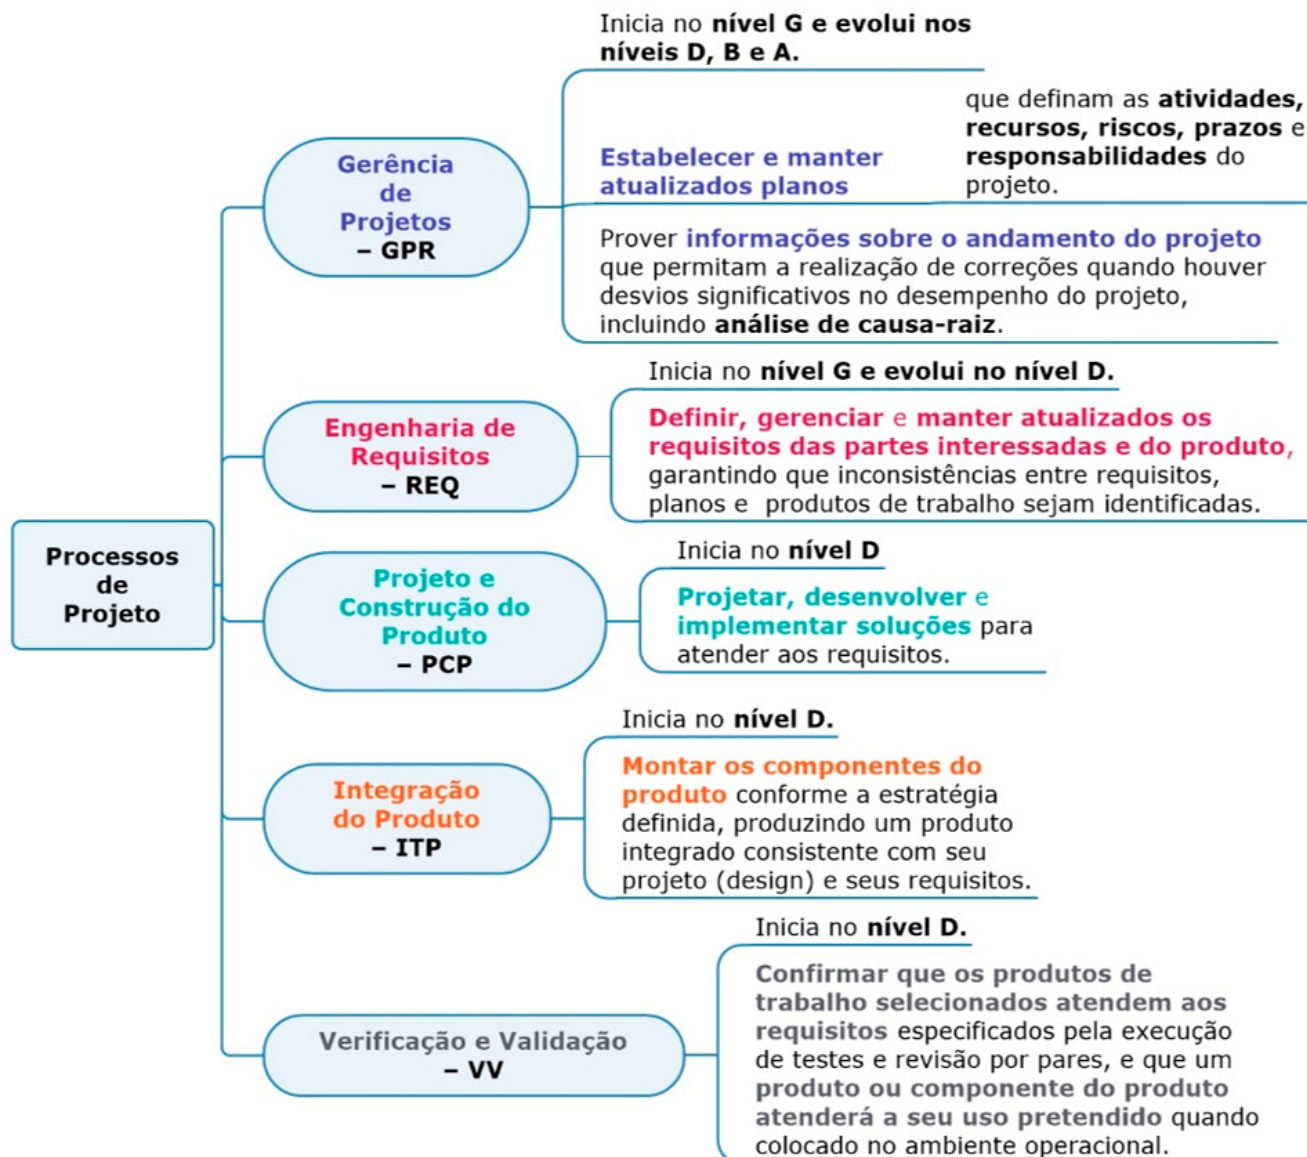 Processos
de
Projeto
Gerência
de
Projetos
– GPR
Inicia no nível G e evolui nos
níveis D, B e A.
Estabelecer e manter
atualizados planos
que definam as atividades,
recursos, riscos, prazos e
responsabilidades do
projeto.
Prover informações sobre o andamento do projeto
que permitam a realização de correções quando houver
desvios significativos no desempenho do projeto,
incluindo análise de causa-raiz.
Engenharia de
Requisitos
– REQ
Inicia no nível G e evolui no nível D.
Definir, gerenciar e manter atualizados os
requisitos das partes interessadas e do produto,
garantindo que inconsistências entre requisitos,
planos e produtos de trabalho sejam identificadas.
Projeto e
Construção do
Produto
– PCP
Inicia no nível D
Projetar, desenvolver e
implementar soluções para
atender aos requisitos.
Integração
do Produto
– ITP
Inicia no nível D.
Montar os componentes do
produto conforme a estratégia
definida, produzindo um produto
integrado consistente com seu
projeto (design) e seus requisitos.
Verificação e Validação
– VV
Inicia no nível D.
Confirmar que os produtos de
trabalho selecionados atendem aos
requisitos especificados pela execução
de testes e revisão por pares, e que um
produto ou componente do produto
atenderá a seu uso pretendido quando
colocado no ambiente operacional.